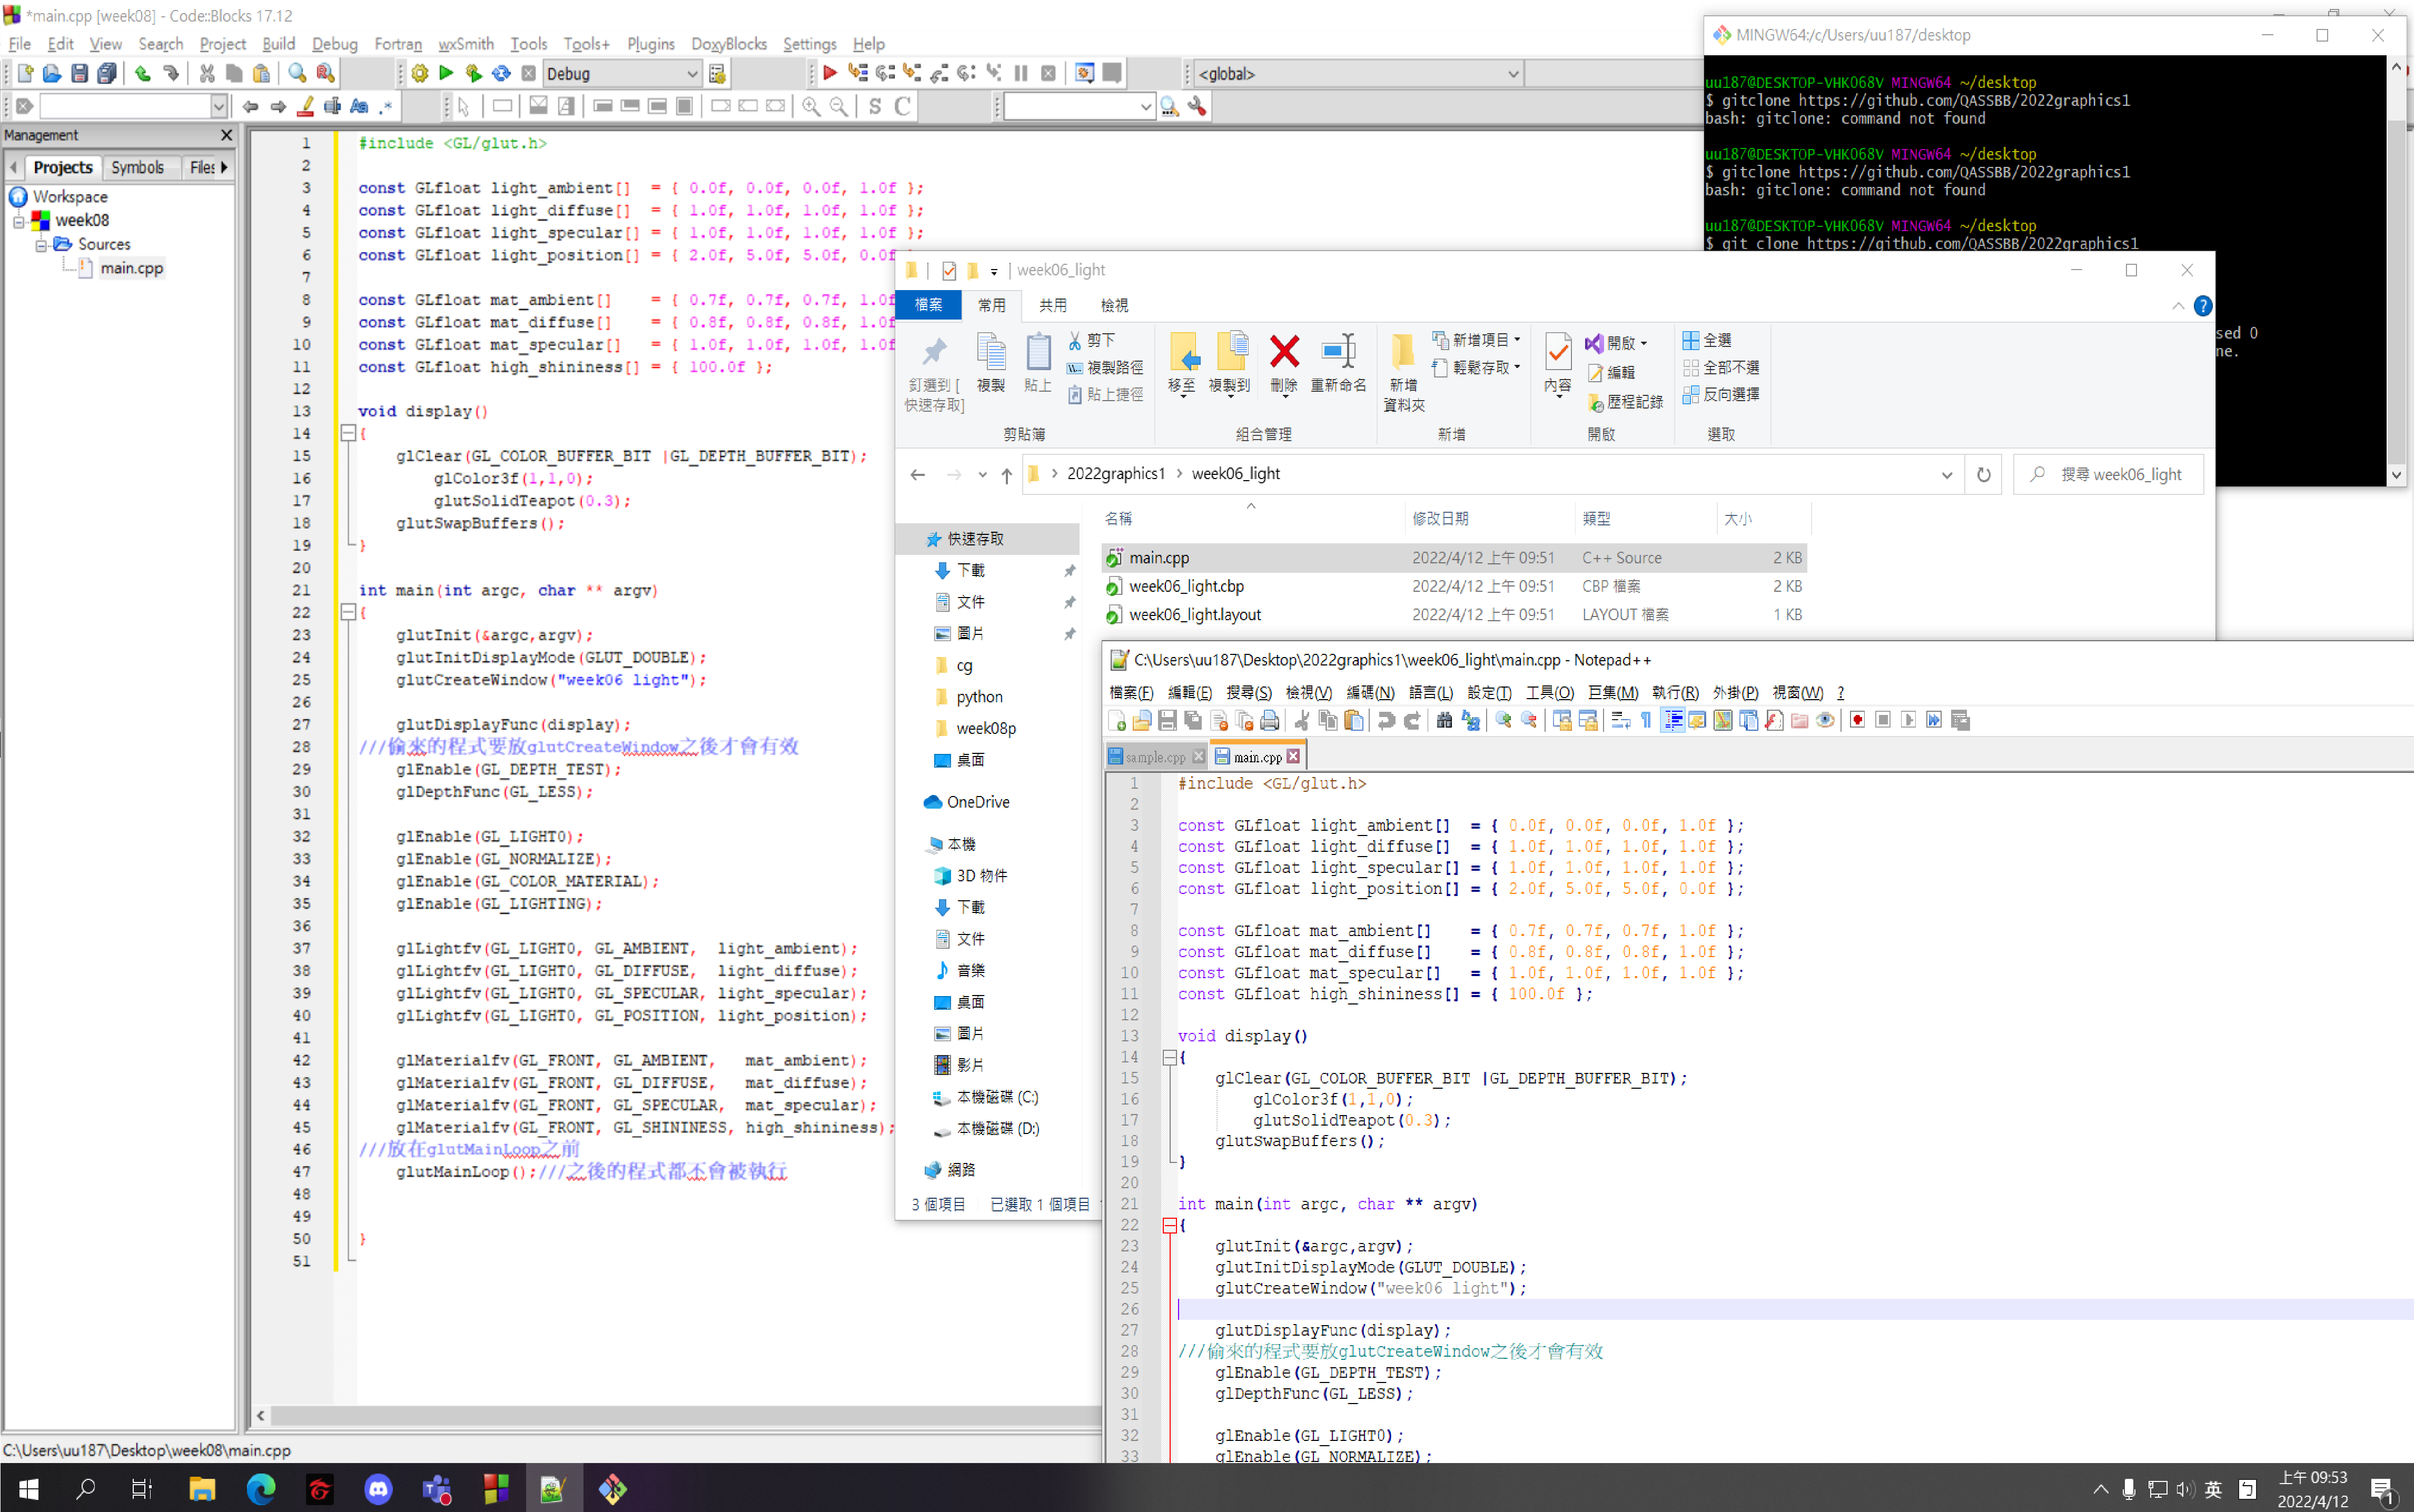 *main.cpp [week08] - Code::Blocks 17.12
File Edit View Search Project Build Debug Fortran wxSmith Tools Tools+ Plugins DoxyBlocks Settings Help
Debug
<global>
Management
Projects Symbols Files
Workspace
week08
Sources
main.cpp
1 #include <GL/glut.h>
2
3 const GLfloat light_ambient[]  = { 0.0f, 0.0f, 0.0f, 1.0f };
4 const GLfloat light_diffuse[]  = { 1.0f, 1.0f, 1.0f, 1.0f };
5 const GLfloat light_specular[] = { 1.0f, 1.0f, 1.0f, 1.0f };
6 const GLfloat light_position[] = { 2.0f, 5.0f, 5.0f, 0.0f
7
8 const GLfloat mat_ambient[]    = { 0.7f, 0.7f, 0.7f, 1.0f
9 const GLfloat mat_diffuse[]    = { 0.8f, 0.8f, 0.8f, 1.0f
10 const GLfloat mat_specular[]   = { 1.0f, 1.0f, 1.0f, 1.0f
11 const GLfloat high_shininess[] = { 100.0f };
12
13 void display()
14 {
15 glClear(GL_COLOR_BUFFER_BIT |GL_DEPTH_BUFFER_BIT);
16 glColor3f(1,1,0);
17 glutSolidTeapot(0.3);
18 glutSwapBuffers();
19 }
20
21 int main(int argc, char ** argv)
22 {
23 glutInit(&argc,argv);
24 glutInitDisplayMode(GLUT_DOUBLE);
25 glutCreateWindow("week06 light");
26
27 glutDisplayFunc(display);
28 ///偷來的程式要放glutCreateWindow之後才會有效
29 glEnable(GL_DEPTH_TEST);
30 glDepthFunc(GL_LESS);
31
32 glEnable(GL_LIGHT0);
33 glEnable(GL_NORMALIZE);
34 glEnable(GL_COLOR_MATERIAL);
35 glEnable(GL_LIGHTING);
36
37 glLightfv(GL_LIGHT0, GL_AMBIENT,  light_ambient);
38 glLightfv(GL_LIGHT0, GL_DIFFUSE,  light_diffuse);
39 glLightfv(GL_LIGHT0, GL_SPECULAR, light_specular);
40 glLightfv(GL_LIGHT0, GL_POSITION, light_position);
41
42 glMaterialfv(GL_FRONT, GL_AMBIENT,   mat_ambient);
43 glMaterialfv(GL_FRONT, GL_DIFFUSE,   mat_diffuse);
44 glMaterialfv(GL_FRONT, GL_SPECULAR,  mat_specular);
45 glMaterialfv(GL_FRONT, GL_SHININESS, high_shininess);
46 ///放在glutMainLoop之前
47 glutMainLoop();///之後的程式都不會被執行
48
49
50 }
51
C:\Users\uu187\Desktop\week08\main.cpp
MINGW64:/c/Users/uu187/desktop
uu187@DESKTOP-VHK068V MINGW64 ~/desktop
$ gitclone https://github.com/QASSBB/2022graphics1
bash: gitclone: command not found
uu187@DESKTOP-VHK068V MINGW64 ~/desktop
$ gitclone https://github.com/QASSBB/2022graphics1
bash: gitclone: command not found
uu187@DESKTOP-VHK068V MINGW64 ~/desktop
$ git clone https://github.com/QASSBB/2022graphics1
sed 0
ne.
week06_light
檔案 常用 共用 檢視
釘選到 [快速存取]
複製
貼上
剪下
複製路徑
貼上捷徑
剪貼簿
移至
複製到
刪除
重新命名
組合管理
新增資料夾
新增項目
輕鬆存取
新增
內容
開啟
編輯
歷程記錄
開啟
全選
全部不選
反向選擇
選取
2022graphics1 > week06_light
搜尋 week06_light
名稱 修改日期 類型 大小
main.cpp 2022/4/12 上午 09:51 C++ Source 2 KB
week06_light.cbp 2022/4/12 上午 09:51 CBP 檔案 2 KB
week06_light.layout 2022/4/12 上午 09:51 LAYOUT 檔案 1 KB
快速存取
下載
文件
圖片
cg
python
week08p
桌面
OneDrive
本機
3D 物件
下載
文件
音樂
桌面
圖片
影片
本機磁碟 (C:)
本機磁碟 (D:)
網路
3 個項目 已選取 1 個項目
C:\Users\uu187\Desktop\2022graphics1\week06_light\main.cpp - Notepad++
檔案(F) 編輯(E) 搜尋(S) 檢視(V) 編碼(N) 語言(L) 設定(T) 工具(O) 巨集(M) 執行(R) 外掛(P) 視窗(W) ?
sample.cpp main.cpp
1 #include <GL/glut.h>
2
3 const GLfloat light_ambient[]  = { 0.0f, 0.0f, 0.0f, 1.0f };
4 const GLfloat light_diffuse[]  = { 1.0f, 1.0f, 1.0f, 1.0f };
5 const GLfloat light_specular[] = { 1.0f, 1.0f, 1.0f, 1.0f };
6 const GLfloat light_position[] = { 2.0f, 5.0f, 5.0f, 0.0f };
7
8 const GLfloat mat_ambient[]    = { 0.7f, 0.7f, 0.7f, 1.0f };
9 const GLfloat mat_diffuse[]    = { 0.8f, 0.8f, 0.8f, 1.0f };
10 const GLfloat mat_specular[]   = { 1.0f, 1.0f, 1.0f, 1.0f };
11 const GLfloat high_shininess[] = { 100.0f };
12
13 void display()
14 {
15 glClear(GL_COLOR_BUFFER_BIT |GL_DEPTH_BUFFER_BIT);
16 glColor3f(1,1,0);
17 glutSolidTeapot(0.3);
18 glutSwapBuffers();
19 }
20
21 int main(int argc, char ** argv)
22 {
23 glutInit(&argc,argv);
24 glutInitDisplayMode(GLUT_DOUBLE);
25 glutCreateWindow("week06 light");
26
27 glutDisplayFunc(display);
28 ///偷來的程式要放glutCreateWindow之後才會有效
29 glEnable(GL_DEPTH_TEST);
30 glDepthFunc(GL_LESS);
31
32 glEnable(GL_LIGHT0);
33 glEnable(GL_NORMALIZE);
英
上午 09:53
2022/4/12
1